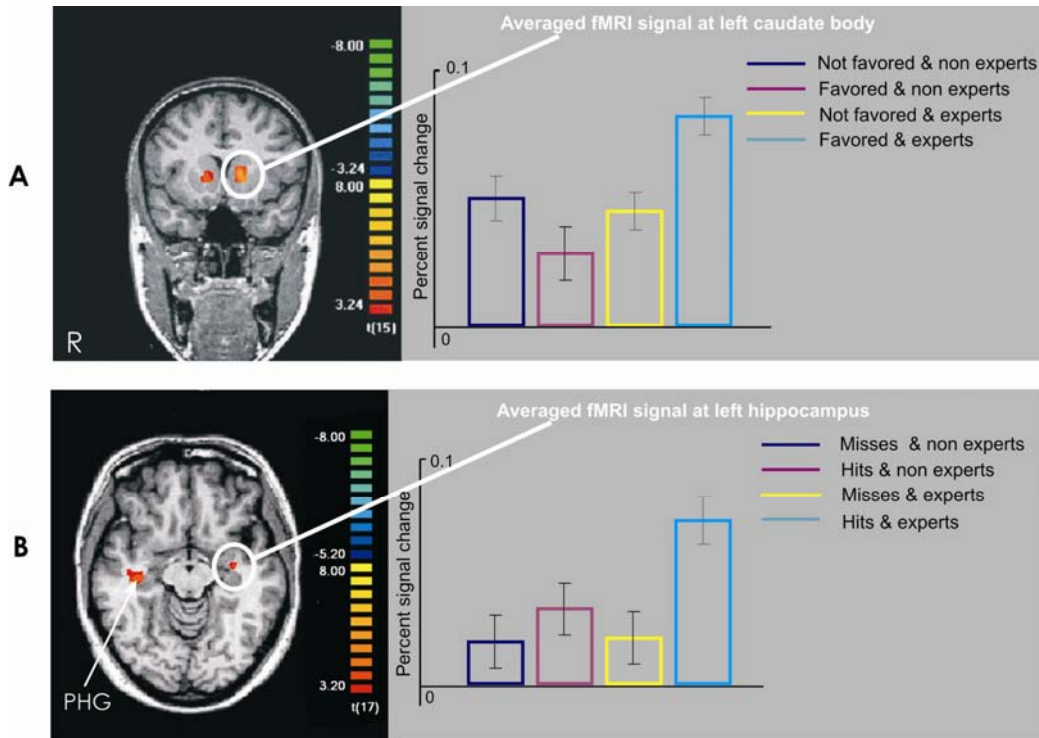 Averaged fMRI signal at left caudate body
A
-8.00
-3.24
8.00
3.24
t(15)
R
0.1
Percent signal change
0
Not favored & non experts
Favored & non experts
Not favored & experts
Favored & experts
Averaged fMRI signal at left hippocampus
B
-8.00
-5.20
8.00
3.20
t(17)
PHG
0.1
Percent signal change
0
Misses & non experts
Hits & non experts
Misses & experts
Hits & experts